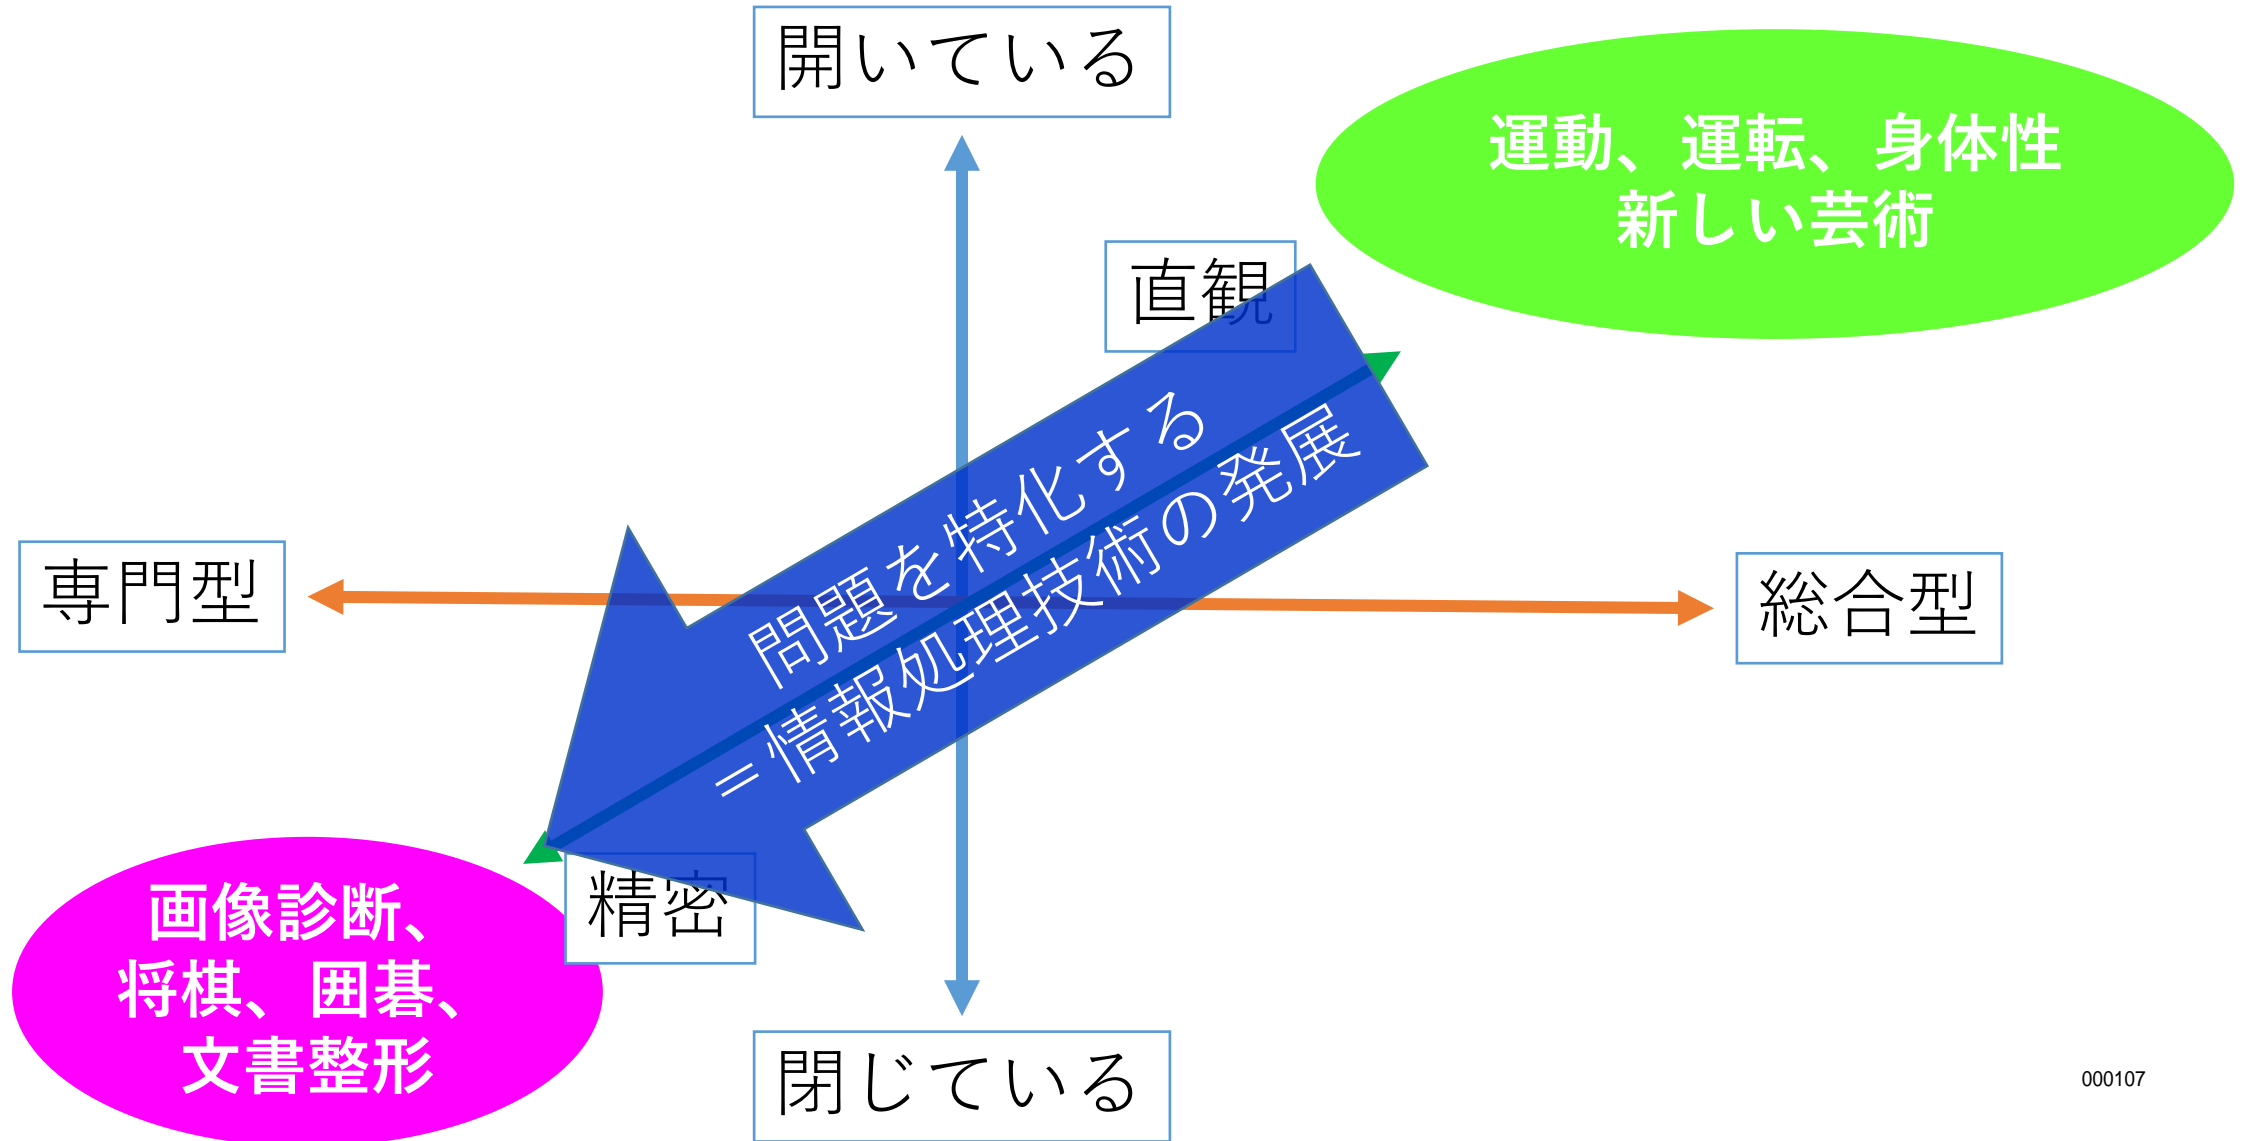 開いている
運動、運転、身体性
新しい芸術
直観
問題を特化する
＝情報処理技術の発展
専門型
総合型
精密
画像診断、
将棋、囲碁、
文書整形
閉じている
000107